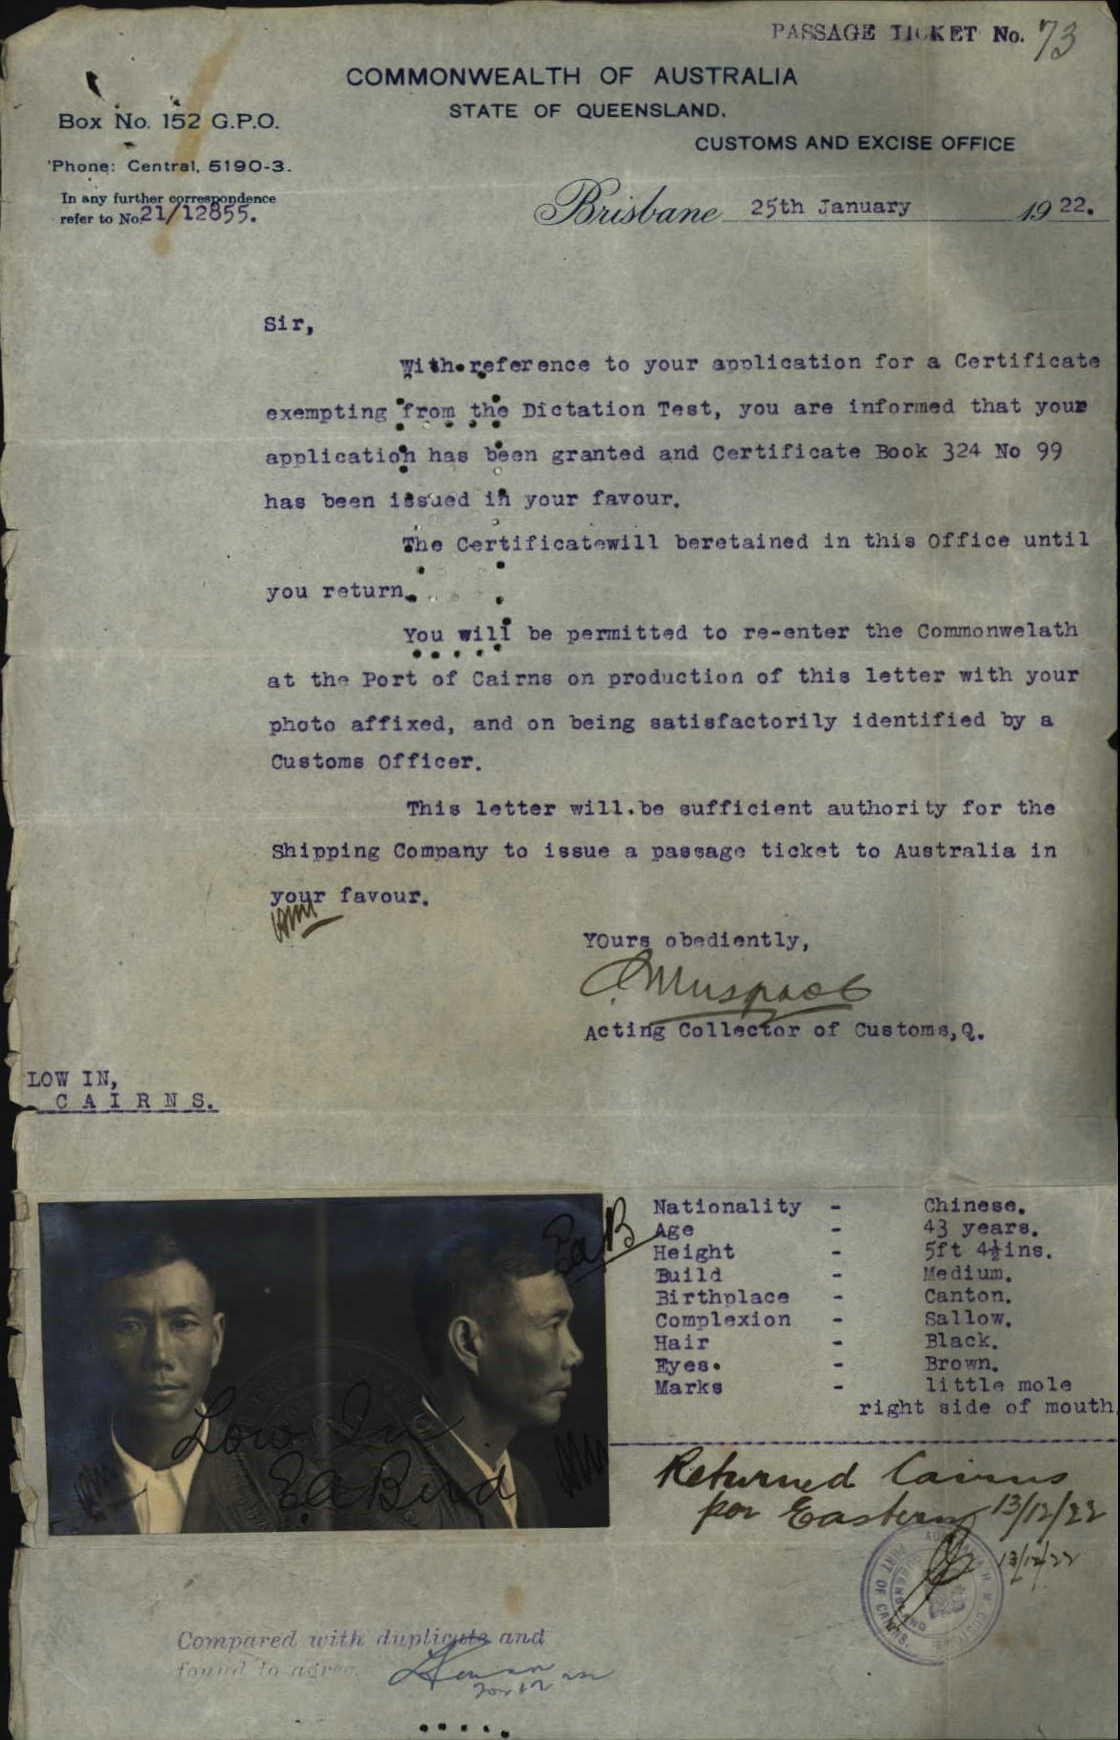 PASSAGE TICKET No. 73
COMMONWEALTH OF AUSTRALIA
STATE OF QUEENSLAND.
CUSTOMS AND EXCISE OFFICE
Box No. 152 G.P.O.
'Phone: Central, 5190-3.
In any further correspondence
refer to No. 21/12855.
Brisbane 25th January 1922.
Sir,
With reference to your application for a Certificate
exempting from the Dictation Test, you are informed that your
application has been granted and Certificate Book 324 No 99
has been issued in your favour.
The Certificatewill beretained in this Office until
you return.
You will be permitted to re-enter the Commonwelath
at the Port of Cairns on production of this letter with your
photo affixed, and on being satisfactorily identified by a
Customs Officer.
This letter will.be sufficient authority for the
Shipping Company to issue a passage ticket to Australia in
your favour.
YOurs obediently,
Acting Collector of Customs,Q.
LOW IN,
C A I R N S.
EaB
Nationality - Chinese.
Age - 43 years.
Height - 5ft 4½ins.
Build - Medium.
Birthplace - Canton.
Complexion - Sallow.
Hair - Black.
Eyes. - Brown.
Marks - little mole
right side of mouth
Low In
Ea Bird
Returned Cairns
per Eastern 13/12/22
13/12/22
PORT OF CAIRNS.
QUEENSLAND
Compared with duplicate and
found to agree.